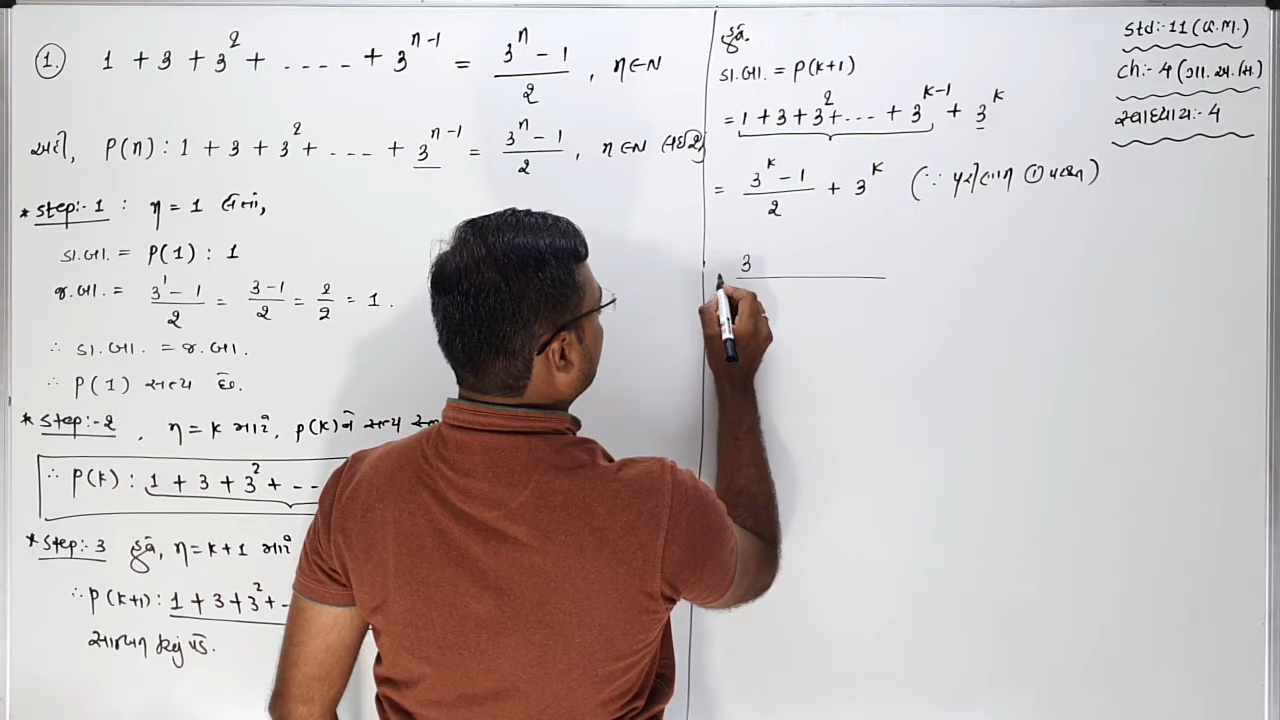 1. 1 + 3 + 3² + ---- + 3ⁿ⁻¹ = (3ⁿ - 1)/2 , n∈N
અહીં, P(n) : 1 + 3 + 3² + --- + 3ⁿ⁻¹ = (3ⁿ - 1)/2 , n∈N
* Step:- 1 : n = 1 લેતાં,
ડા.બા. = P(1) : 1
જ.બા. = (3¹ - 1)/2 = (3-1)/2 = 2/2 = 1 .
∴ ડા.બા. = જ.બા.
∴ P(1) સત્ય છે.
* Step:-2 , n = k માટે, P(k) ને સત્ય
∴ P(k) : 1 + 3 + 3² + --
* Step:- 3 હવે, n = k+1 માટે
∴ P(k+1) : 1 + 3 + 3² + -
સાબિત કરવું પડે.
હવે.
ડા.બા. = P(k+1)
= 1 + 3 + 3² + --- + 3ᵏ⁻¹ + 3ᵏ
= (3ᵏ - 1)/2 + 3ᵏ (∵ પરિણામ ① પરથી)
3
Std:- 11 (ગુ.મા.)
Ch:- 4 (ગા.અ.સિ.)
સ્વાધ્યાય:- 4